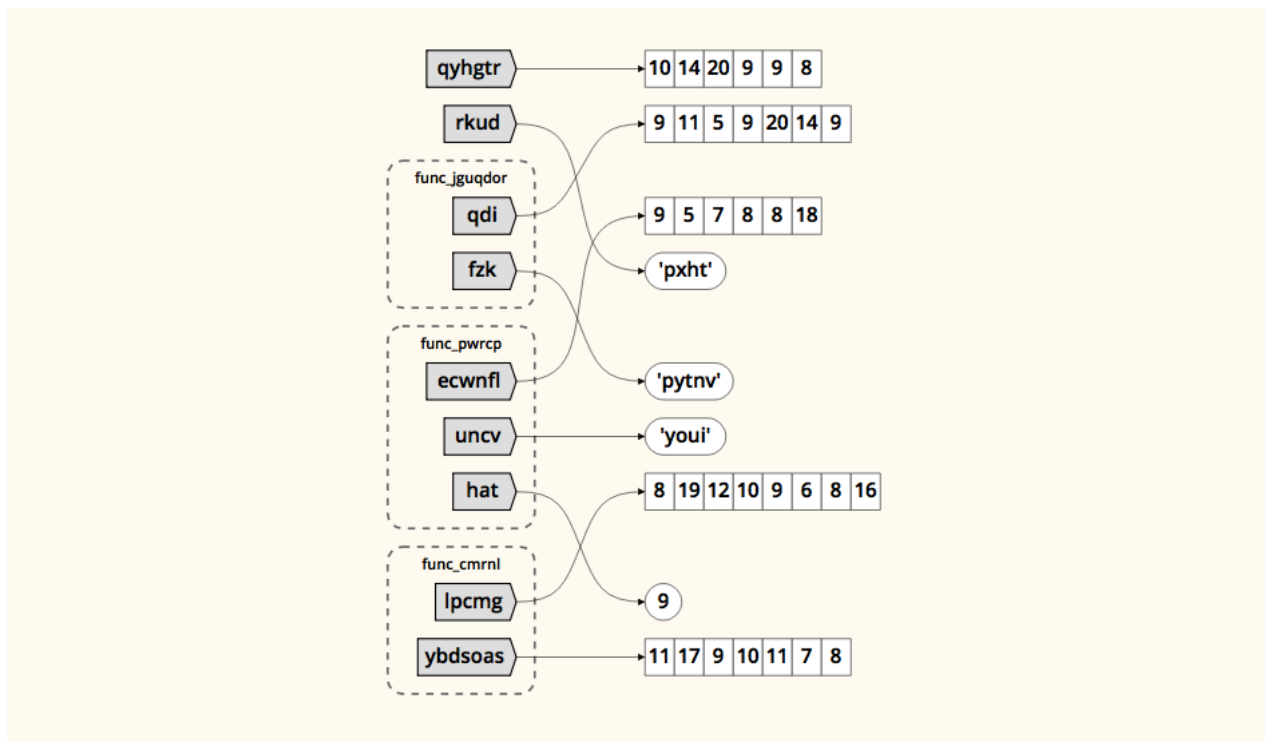 qyhgtr 10 14 20 9 9 8
rkud 9 11 5 9 20 14 9
func_jguqdor
qdi 9 5 7 8 8 18
fzk 'pxht'
func_pwrcp
ecwnfl 'pytnv'
uncv 'youi'
hat 8 19 12 10 9 6 8 16
func_cmrnl
lpcmg 9
ybdsoas 11 17 9 10 11 7 8